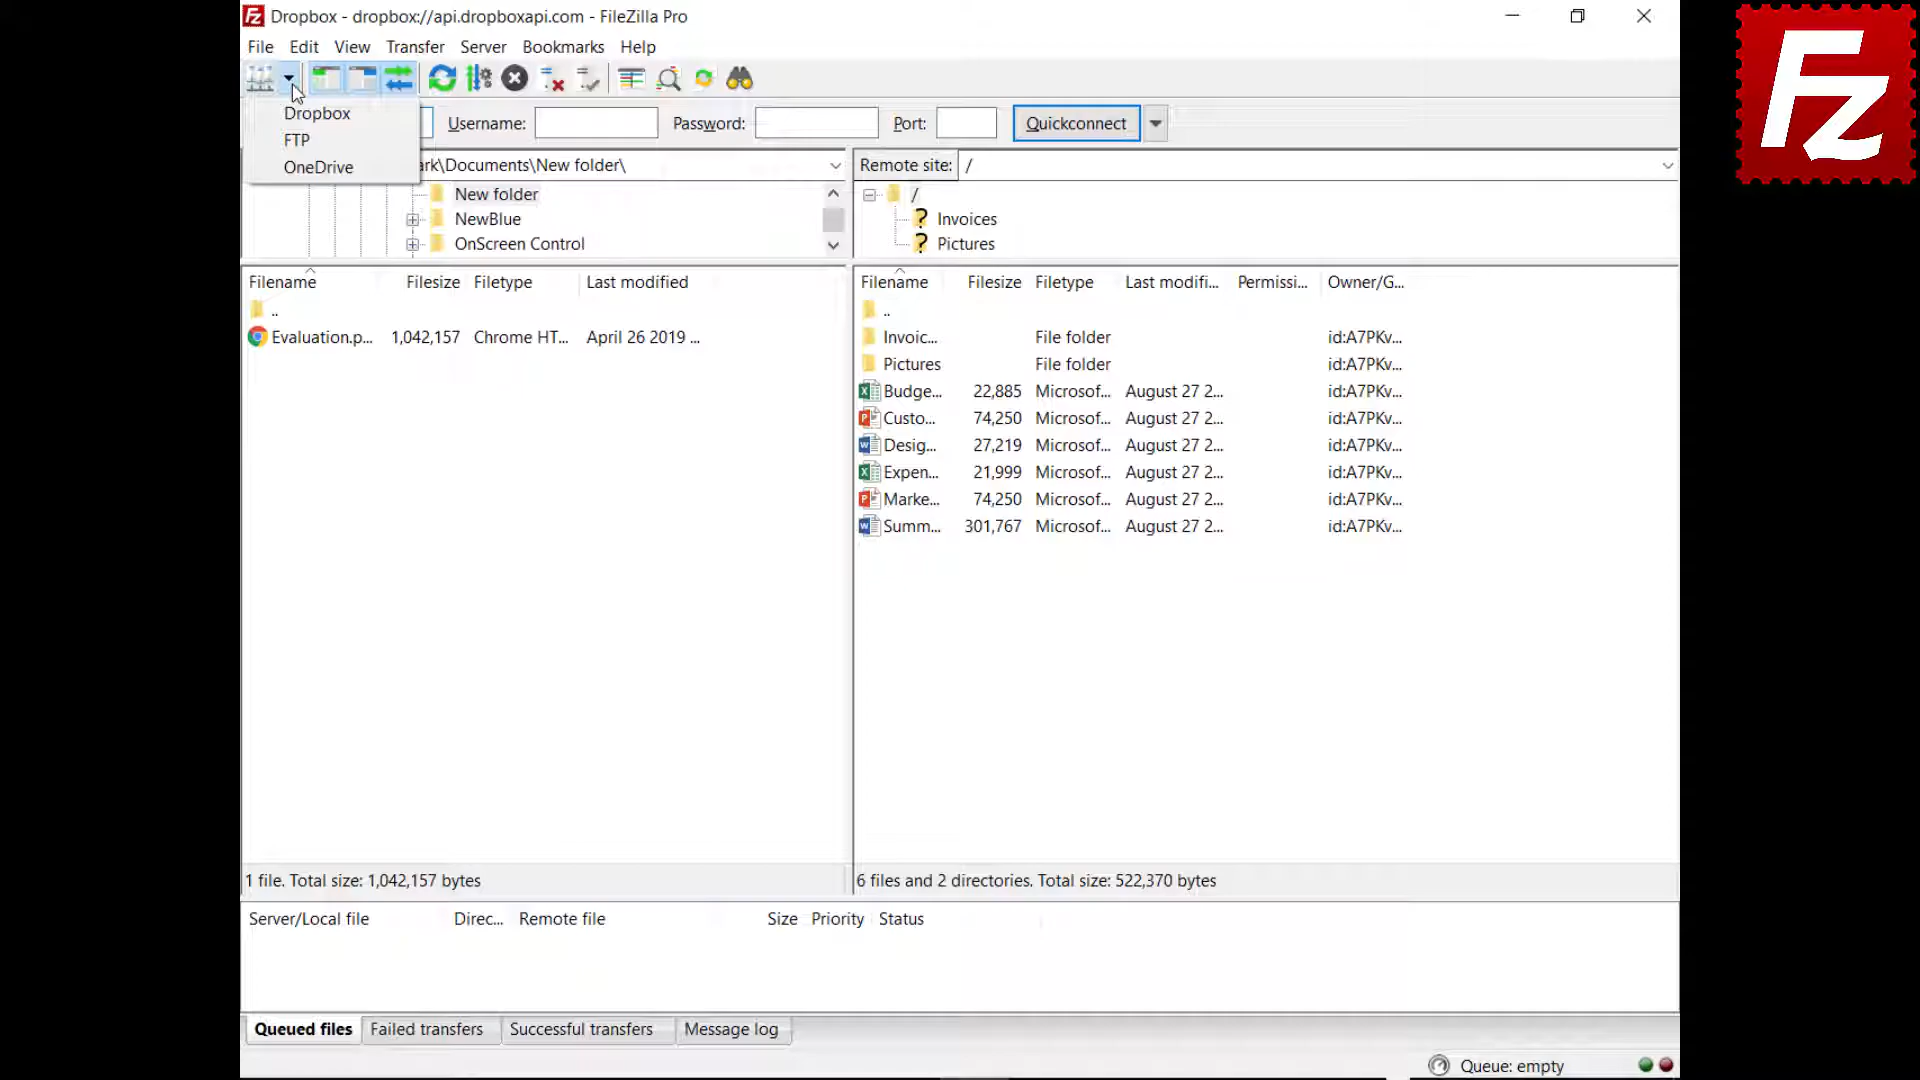 Dropbox - dropbox://api.dropboxapi.com - FileZilla Pro
File Edit View Transfer Server Bookmarks Help
Dropbox
FTP
OneDrive
Username: Password: Port: Quickconnect
ark\Documents\New folder\
New folder
NewBlue
OnScreen Control
Remote site: /
/
? Invoices
? Pictures
Filename Filesize Filetype Last modified
..
Evaluation.p... 1,042,157 Chrome HT... April 26 2019 ...
1 file. Total size: 1,042,157 bytes
Filename Filesize Filetype Last modifi... Permissi... Owner/G...
..
Invoic... File folder id:A7PKv...
Pictures File folder id:A7PKv...
Budge... 22,885 Microsof... August 27 2... id:A7PKv...
Custo... 74,250 Microsof... August 27 2... id:A7PKv...
Desig... 27,219 Microsof... August 27 2... id:A7PKv...
Expen... 21,999 Microsof... August 27 2... id:A7PKv...
Marke... 74,250 Microsof... August 27 2... id:A7PKv...
Summ... 301,767 Microsof... August 27 2... id:A7PKv...
6 files and 2 directories. Total size: 522,370 bytes
Server/Local file Direc... Remote file Size Priority Status
Queued files Failed transfers Successful transfers Message log
Queue: empty
Fz